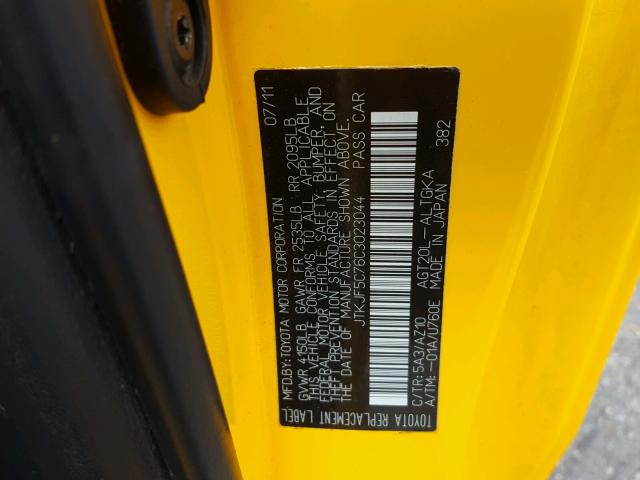 MFD.BY:TOYOTA MOTOR CORPORATION 07/11
GVWR 4150LB GAWR FR 2535LB RR 2095LB
THIS VEHICLE CONFORMS TO ALL APPLICABLE
FEDERAL MOTOR VEHICLE SAFETY, BUMPER, AND
THEFT PREVENTION STANDARDS IN EFFECT ON
THE DATE OF MANUFACTURE SHOWN ABOVE.
JTKJF5C76C3023044 PASS CAR
C/TR:5A3/AZ10 AGT20L-ALTGKA 382
A/TM:-01A/U760E MADE IN JAPAN
TOYOTA REPLACEMENT LABEL